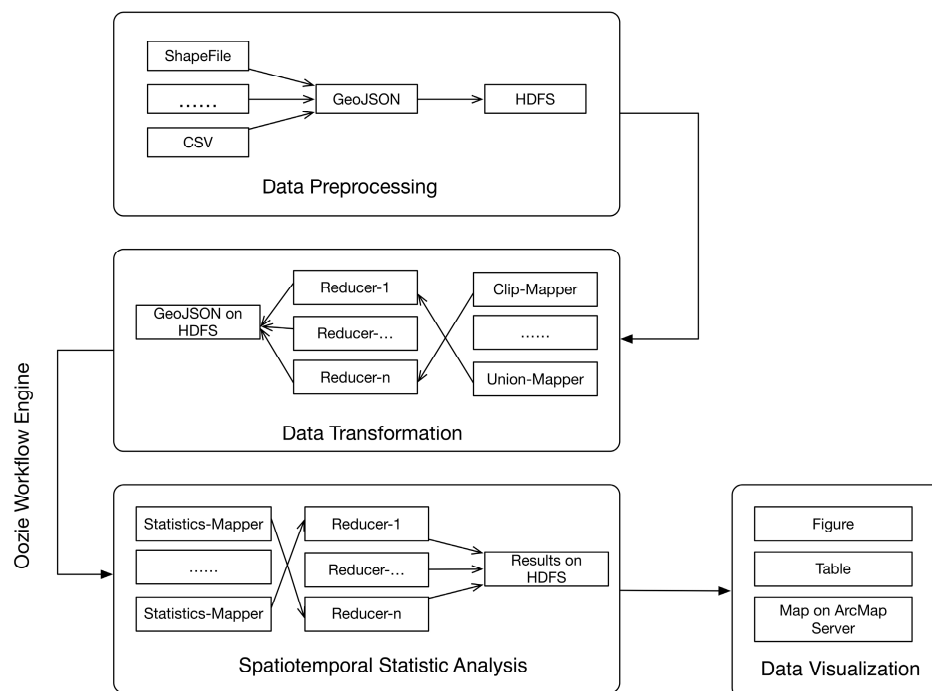 ShapeFile
......
CSV
GeoJSON
HDFS
Data Preprocessing
GeoJSON on
HDFS
Reducer-1
Reducer-...
Reducer-n
Clip-Mapper
......
Union-Mapper
Data Transformation
Oozie Workflow Engine
Statistics-Mapper
......
Statistics-Mapper
Reducer-1
Reducer-...
Reducer-n
Results on
HDFS
Spatiotemporal Statistic Analysis
Figure
Table
Map on ArcMap
Server
Data Visualization